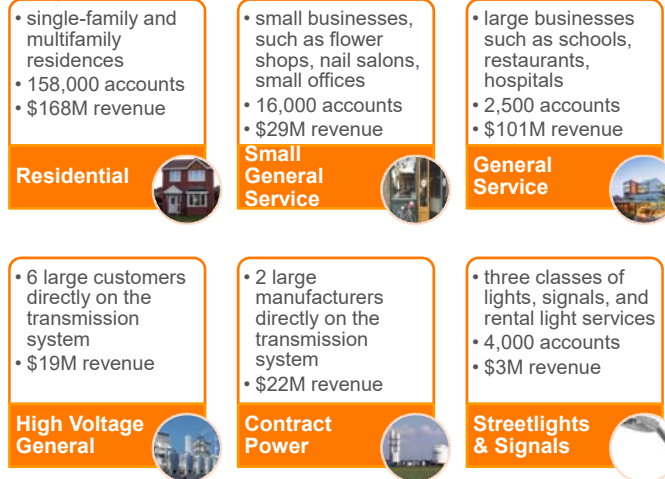 • single-family and
multifamily
residences
• 158,000 accounts
• $168M revenue
Residential
• small businesses,
such as flower
shops, nail salons,
small offices
• 16,000 accounts
• $29M revenue
Small
General
Service
• large businesses
such as schools,
restaurants,
hospitals
• 2,500 accounts
• $101M revenue
General
Service
• 6 large customers
directly on the
transmission
system
• $19M revenue
High Voltage
General
• 2 large
manufacturers
directly on the
transmission
system
• $22M revenue
Contract
Power
• three classes of
lights, signals, and
rental light services
• 4,000 accounts
• $3M revenue
Streetlights
& Signals